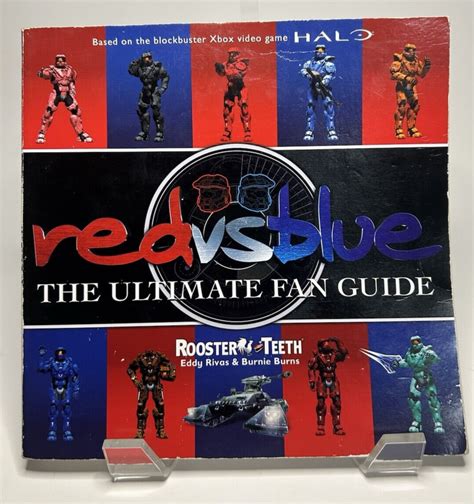 Based on the blockbuster Xbox video game HALO
redvsblue
THE ULTIMATE FAN GUIDE
ROOSTER TEETH
Eddy Rivas & Burnie Burns